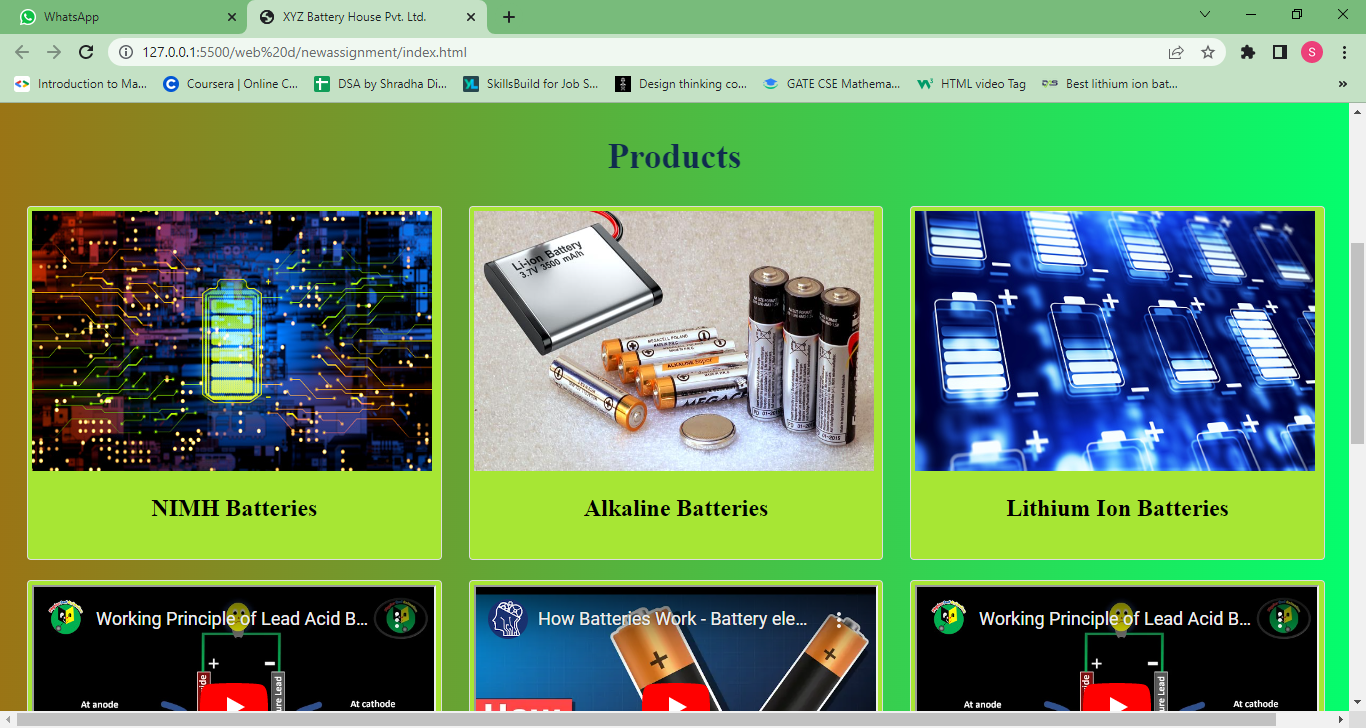 WhatsApp
XYZ Battery House Pvt. Ltd.
127.0.0.1:5500/web%20d/newassignment/index.html
S
Introduction to Ma...
Coursera | Online C...
DSA by Shradha Di...
SkillsBuild for Job S...
Design thinking co...
GATE CSE Mathema...
HTML video Tag
Best lithium ion bat...
»
Products
Li-ion Battery
3.7V 3500 mA/h
NIMH Batteries
Alkaline Batteries
Lithium Ion Batteries
Working Principle of Lead Acid B...
At anode
At cathode
How Batteries Work - Battery ele...
How
Working Principle of Lead Acid B...
At anode
At cathode